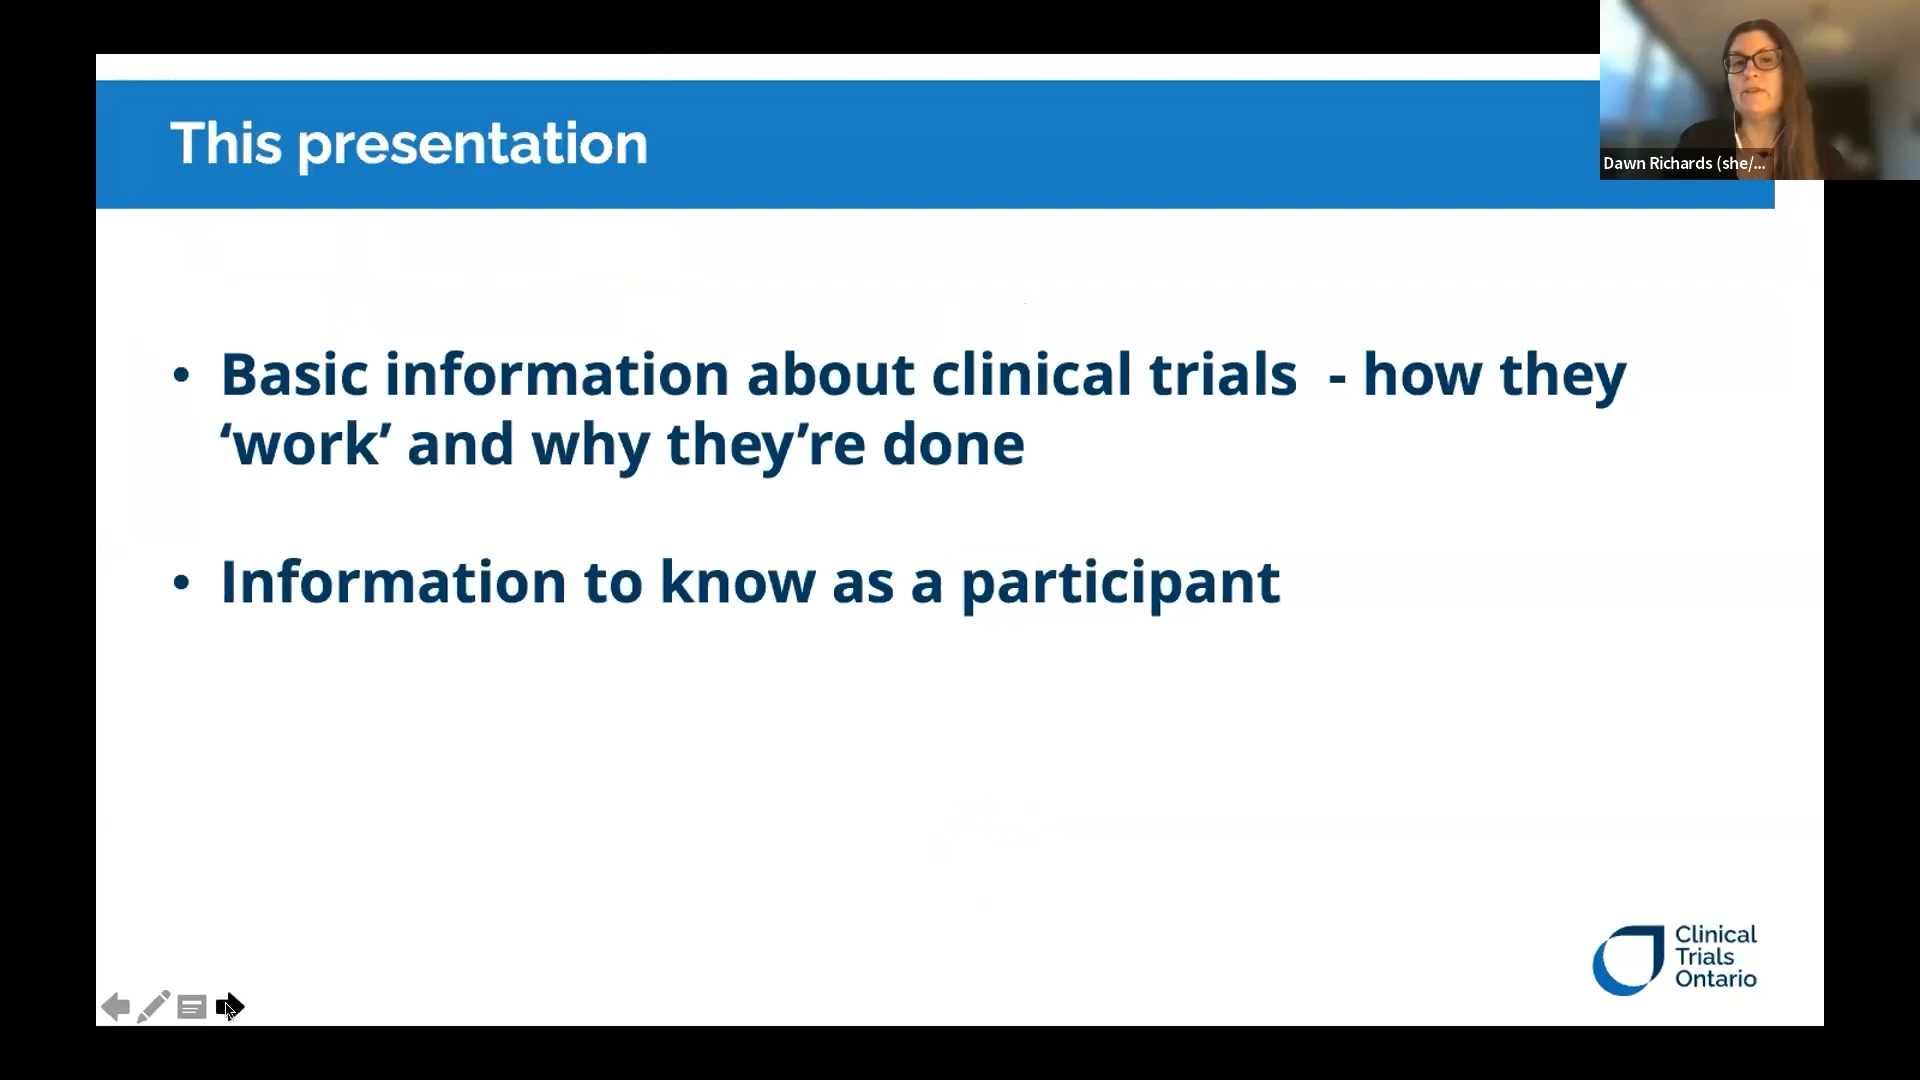 This presentation
Dawn Richards (she/...
• Basic information about clinical trials  - how they
‘work’ and why they’re done
• Information to know as a participant
Clinical
Trials
Ontario